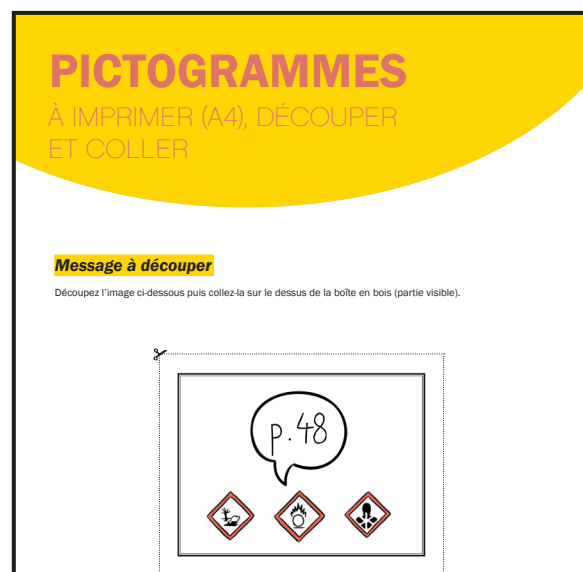 PICTOGRAMMES
À IMPRIMER (A4), DÉCOUPER
ET COLLER
Message à découper
Découpez l'image ci-dessous puis collez-la sur le dessus de la boîte en bois (partie visible).
p.48